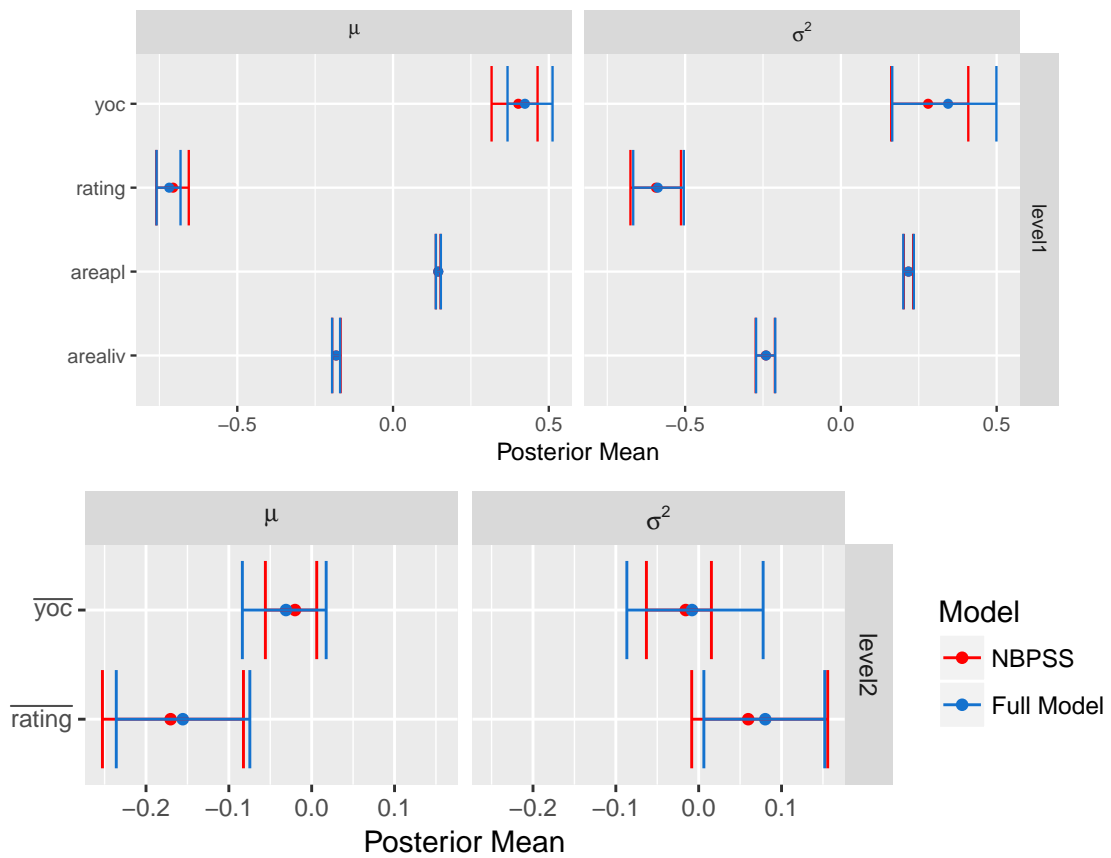 μ σ²
yoc
rating
areapl
arealiv
level1
−0.5 0.0 0.5 −0.5 0.0 0.5
Posterior Mean
μ σ²
y̅o̅c̅
r̅a̅t̅i̅n̅g̅
level2
−0.2 −0.1 0.0 0.1 −0.2 −0.1 0.0 0.1
Posterior Mean
Model
NBPSS
Full Model